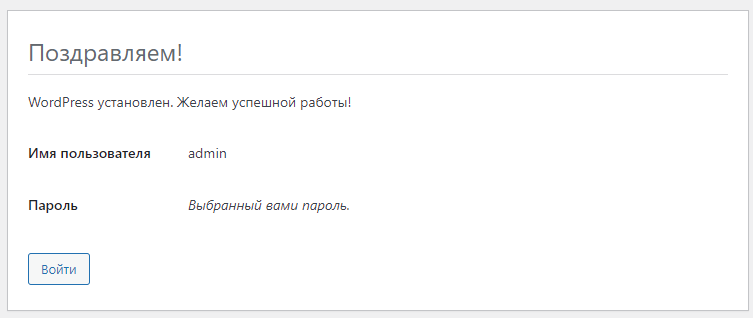 Поздравляем!
WordPress установлен. Желаем успешной работы!
Имя пользователя admin
Пароль Выбранный вами пароль.
Войти